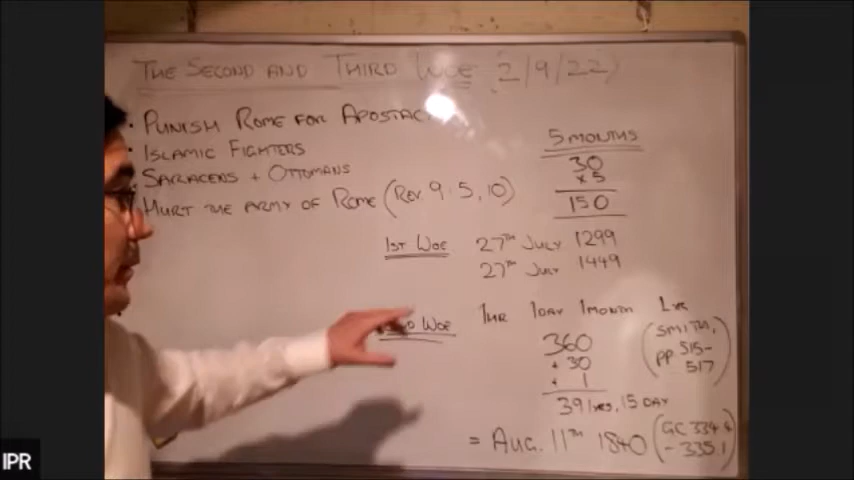 THE SECOND AND THIRD WOE (2/9/22)
• PUNISH ROME FOR
• ISLAMIC FIGHTERS
• SARACENS + OTTOMANS
HURT THE ARMY OF ROME (REV. 9:5,10)
5 MONTHS
30
x 5
150
1ST WOE 27TH JULY 1299
27TH JULY 1449
WOE 1HR 1DAY 1MONTH 1YR
360
+ 30
+ 1
391 YRS, 15 DAY
(SMITH,
PP 515-
517)
= AUG. 11TH 1840 (GC 334.4
- 335.1)
IPR